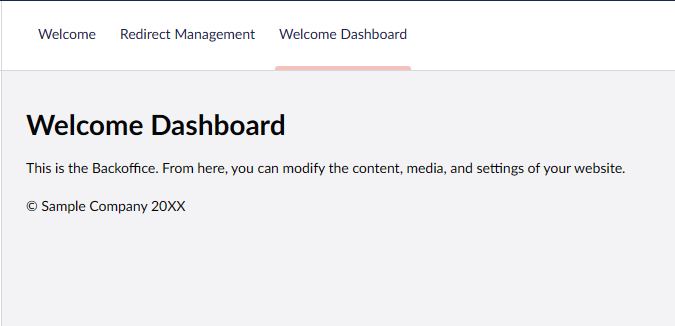 Welcome Redirect Management Welcome Dashboard
Welcome Dashboard
This is the Backoffice. From here, you can modify the content, media, and settings of your website.
© Sample Company 20XX